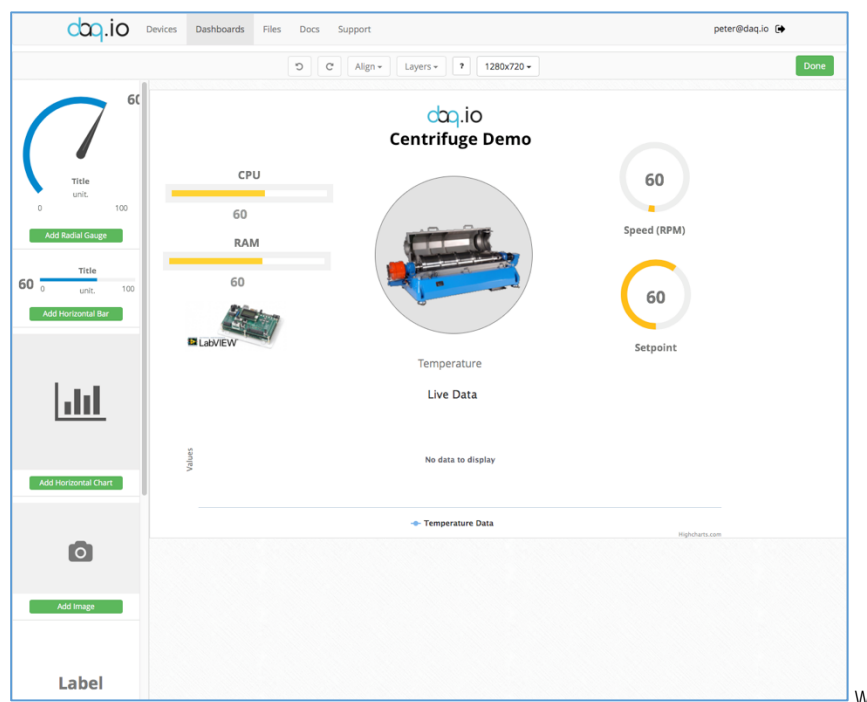 daq.io Devices Dashboards Files Docs Support peter@daq.io
Align Layers ? 1280x720 Done
60
Title
unit.
0 100
Add Radial Gauge
Title
60 0 unit. 100
Add Horizontal Bar
Add Horizontal Chart
Add Image
Label
daq.io
Centrifuge Demo
CPU
60
RAM
60
LabVIEW
60
Speed (RPM)
60
Setpoint
Temperature
Live Data
Values
No data to display
Temperature Data
Highcharts.com
W